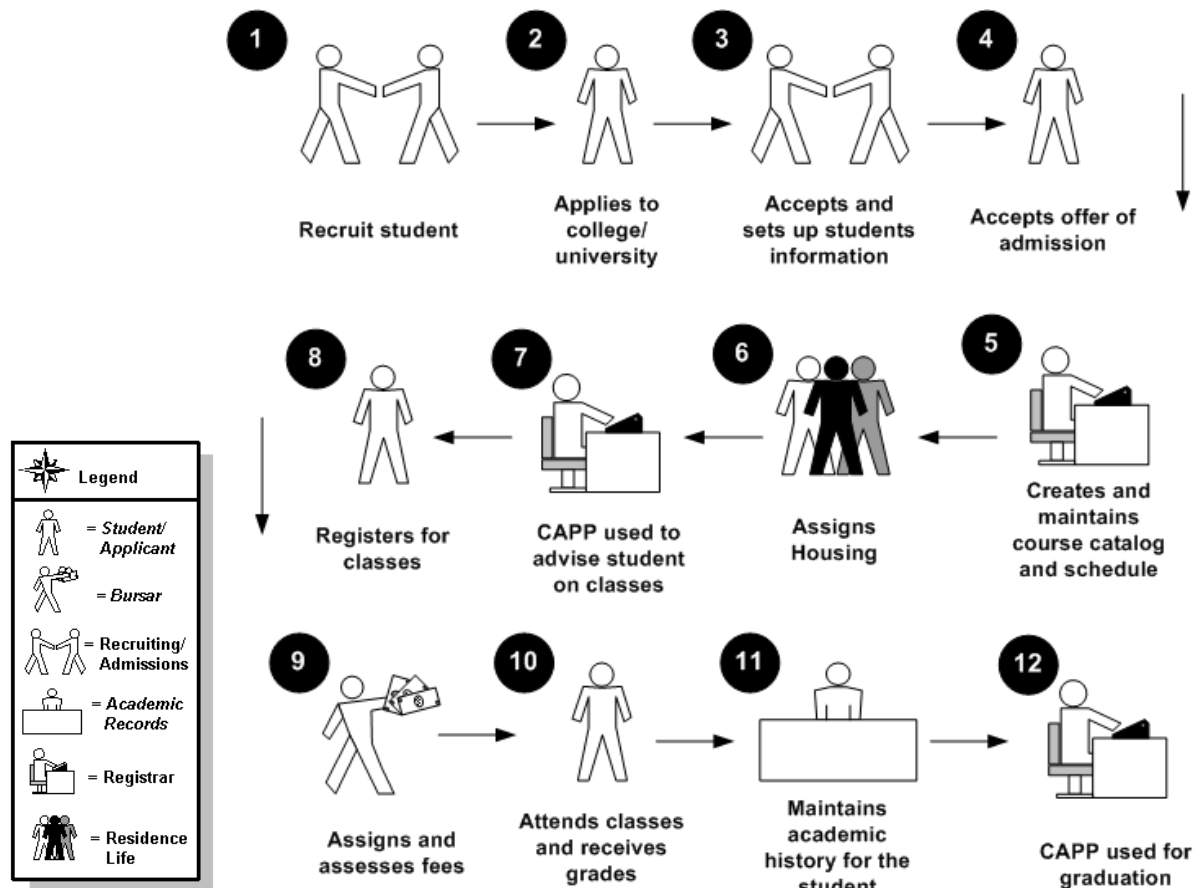 1
2
3
4
Recruit student
Applies to
college/
university
Accepts and
sets up students
information
Accepts offer of
admission
8
7
6
5
Registers for
classes
CAPP used to
advise student
on classes
Assigns
Housing
Creates and
maintains
course catalog
and schedule
Legend
= Student/
Applicant
= Bursar
= Recruiting/
Admissions
= Academic
Records
= Registrar
= Residence
Life
9
10
11
12
Assigns and
assesses fees
Attends classes
and receives
grades
Maintains
academic
history for the
student
CAPP used for
graduation